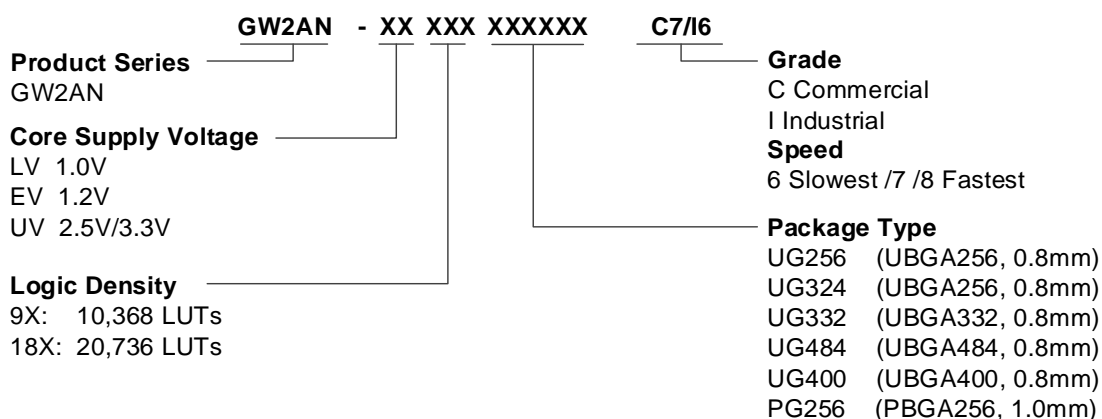 GW2AN - XX XXX XXXXXX C7/I6
Product Series
GW2AN
Core Supply Voltage
LV 1.0V
EV 1.2V
UV 2.5V/3.3V
Logic Density
9X: 10,368 LUTs
18X: 20,736 LUTs
Grade
C Commercial
I Industrial
Speed
6 Slowest /7 /8 Fastest
Package Type
UG256 (UBGA256, 0.8mm)
UG324 (UBGA256, 0.8mm)
UG332 (UBGA332, 0.8mm)
UG484 (UBGA484, 0.8mm)
UG400 (UBGA400, 0.8mm)
PG256 (PBGA256, 1.0mm)